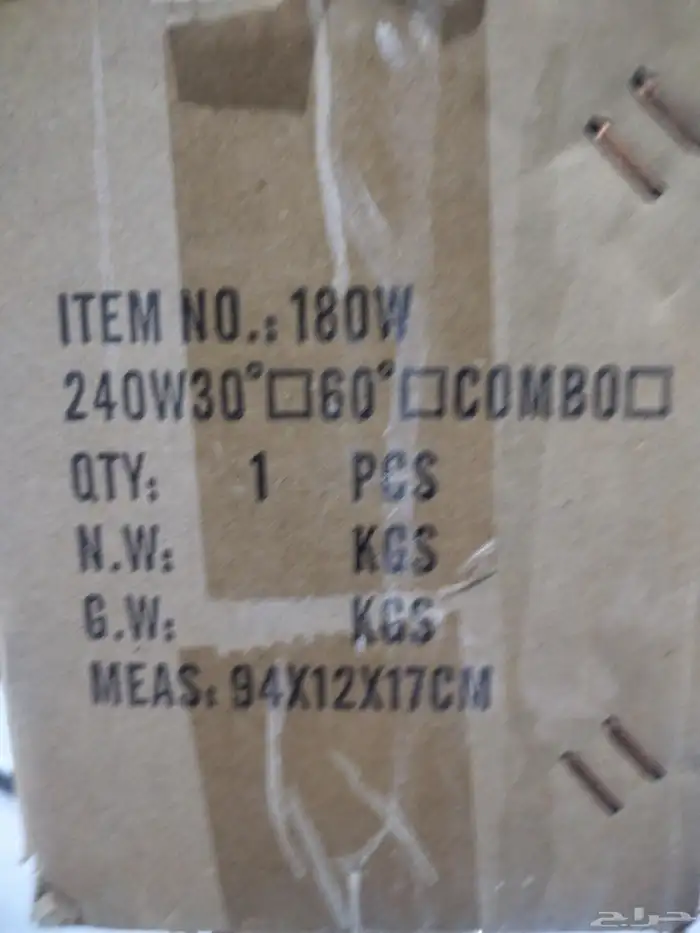 ITEM NO.: 180W
240W30°□60°□COMBO□
QTY: 1 PCS
N.W: KGS
G.W: KGS
MEAS: 94X12X17CM
حراج